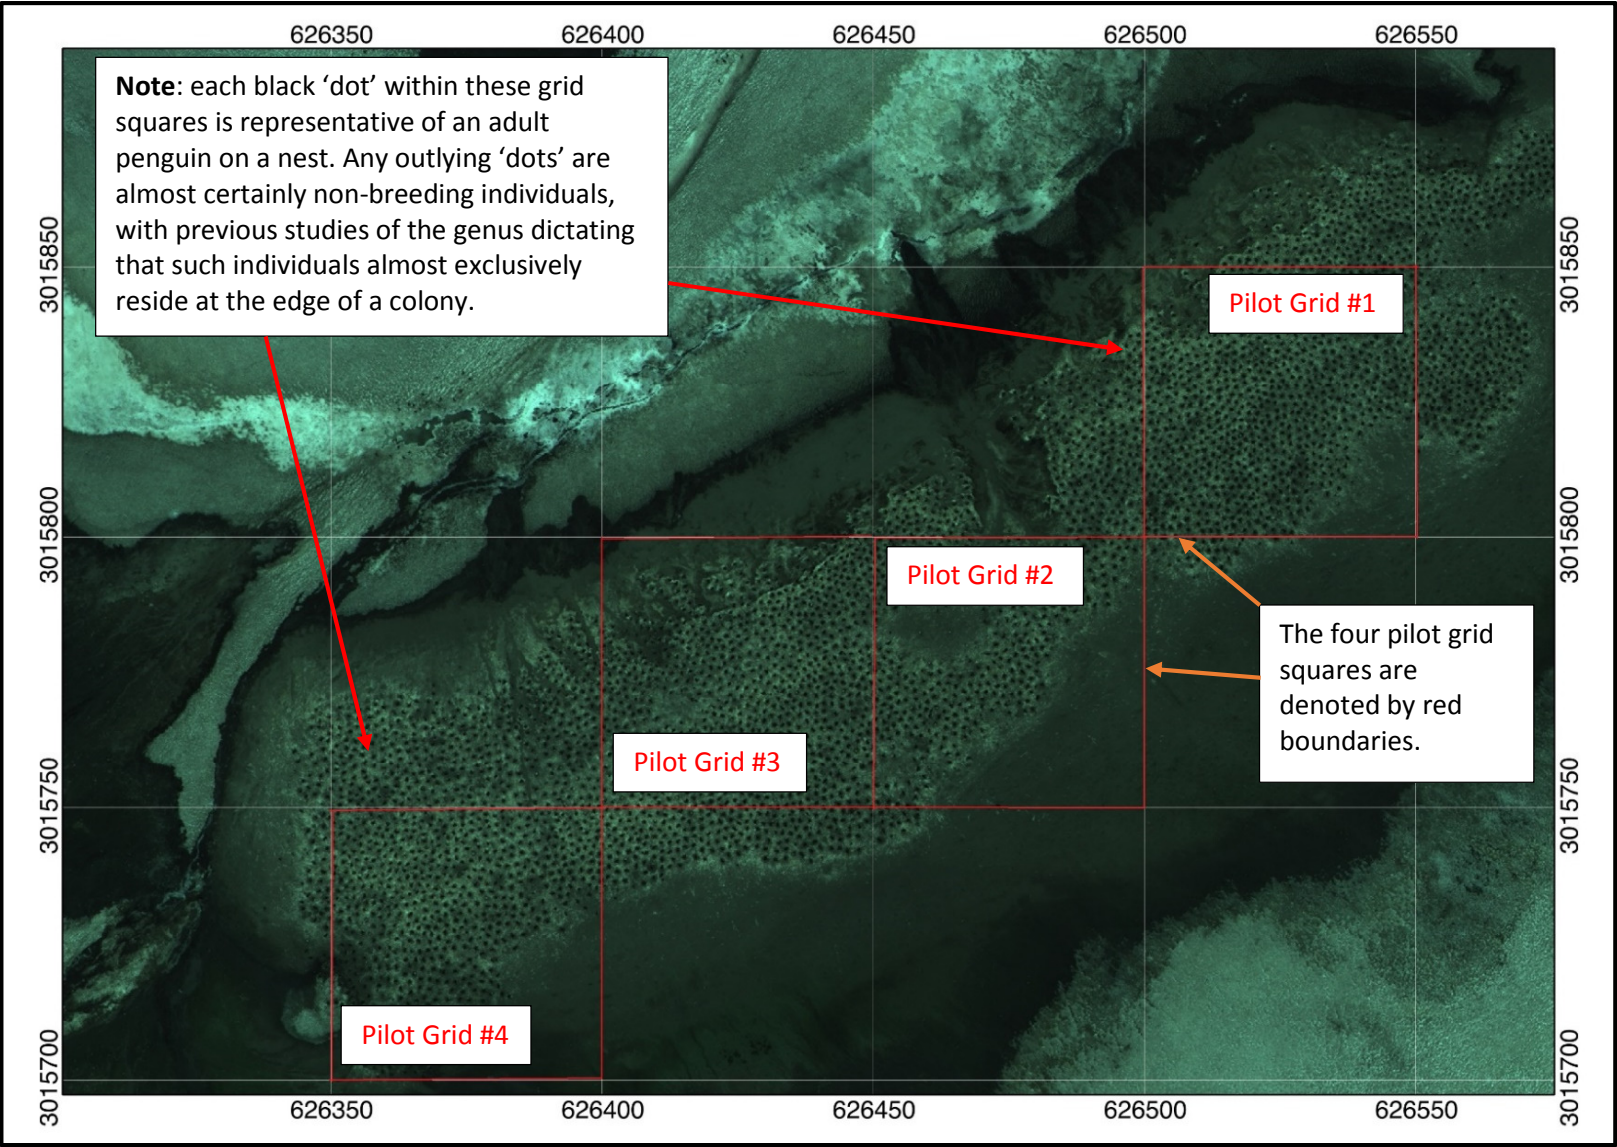 626350 626400 626450 626500 626550
Note: each black ‘dot’ within these grid
squares is representative of an adult
penguin on a nest. Any outlying ‘dots’ are
almost certainly non-breeding individuals,
with previous studies of the genus dictating
that such individuals almost exclusively
reside at the edge of a colony.
3015850
3015850
Pilot Grid #1
3015800
3015800
Pilot Grid #2
The four pilot grid
squares are
denoted by red
boundaries.
Pilot Grid #3
3015750
3015750
Pilot Grid #4
3015700
3015700
626350 626400 626450 626500 626550